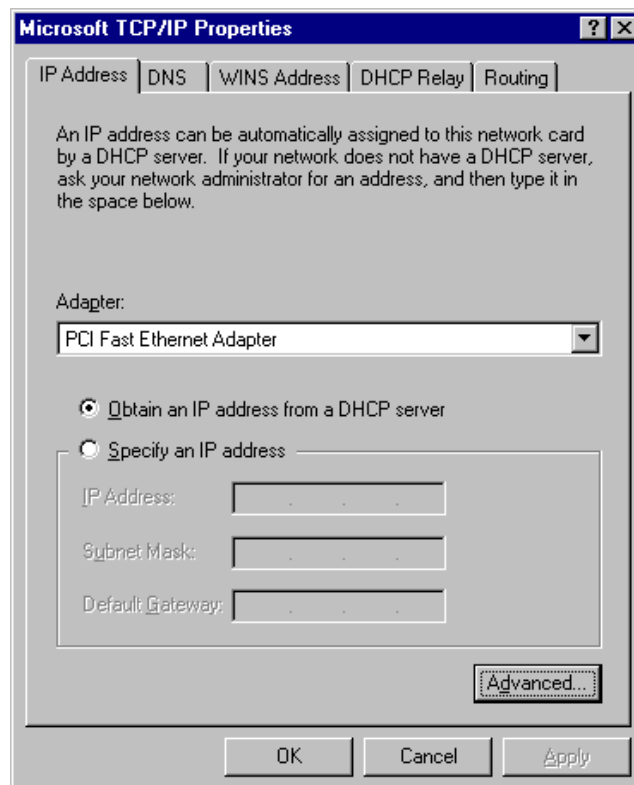 Microsoft TCP/IP Properties
IP Address DNS WINS Address DHCP Relay Routing
An IP address can be automatically assigned to this network card
by a DHCP server. If your network does not have a DHCP server,
ask your network administrator for an address, and then type it in
the space below.
Adapter:
PCI Fast Ethernet Adapter
Obtain an IP address from a DHCP server
Specify an IP address
IP Address:
Subnet Mask:
Default Gateway:
Advanced...
OK Cancel Apply